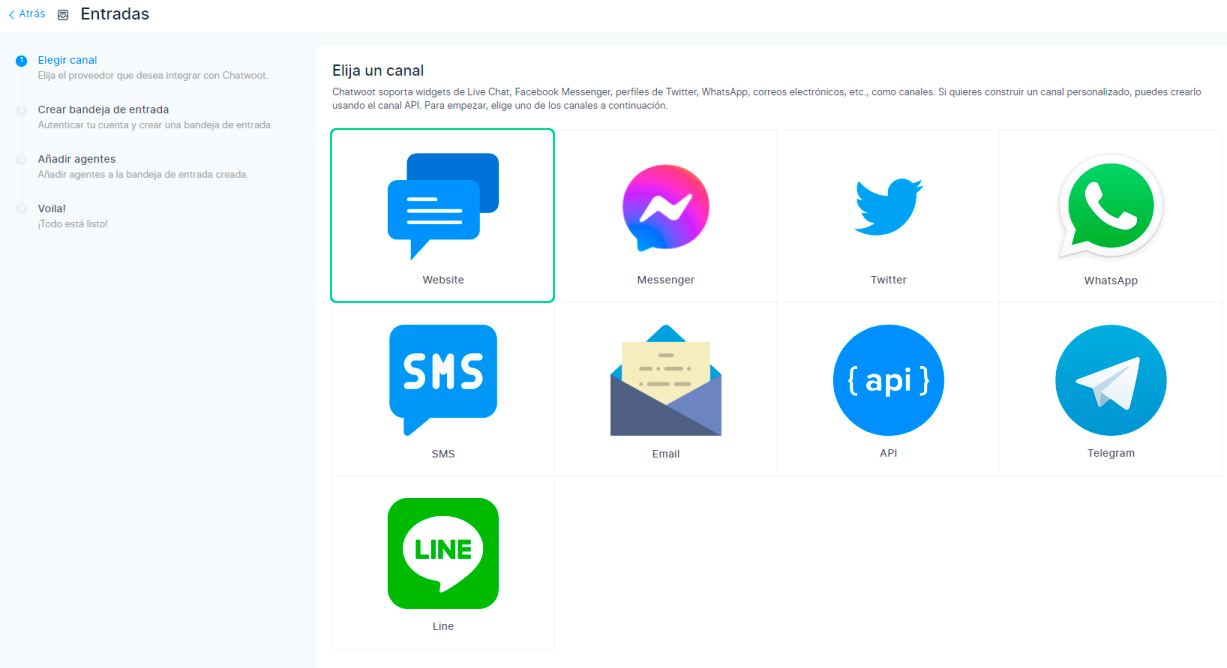 Atrás
Entradas
1
Elegir canal
Elija el proveedor que desea integrar con Chatwoot.
2
Crear bandeja de entrada
Autenticar tu cuenta y crear una bandeja de entrada.
3
Añadir agentes
Añadir agentes a la bandeja de entrada creada.
Voila!
¡Todo está listo!
Elija un canal
Chatwoot soporta widgets de Live Chat, Facebook Messenger, perfiles de Twitter, WhatsApp, correos electrónicos, etc., como canales. Si quieres construir un canal personalizado, puedes crearlo
usando el canal API. Para empezar, elige uno de los canales a continuación.
Website
Messenger
Twitter
WhatsApp
SMS
SMS
Email
{ api }
API
Telegram
LINE
Line